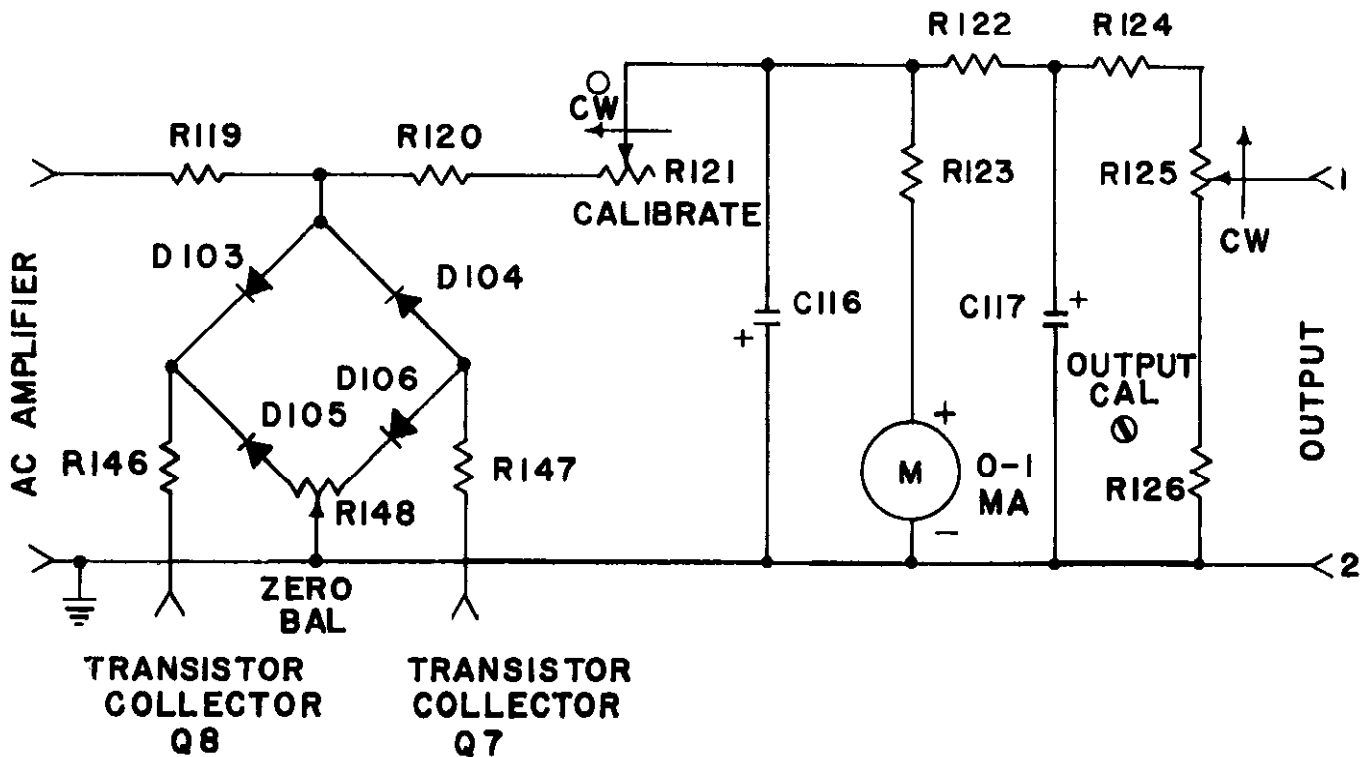 R122
R124
CW
R119
R120
R121
CALIBRATE
R123
R125
1
CW
D103
D104
AC AMPLIFIER
C116
+
C117
+
OUTPUT
CAL
OUTPUT
D106
D105
R146
R147
R148
+
M
0-1
MA
-
R126
2
ZERO
BAL
TRANSISTOR
COLLECTOR
Q8
TRANSISTOR
COLLECTOR
Q7